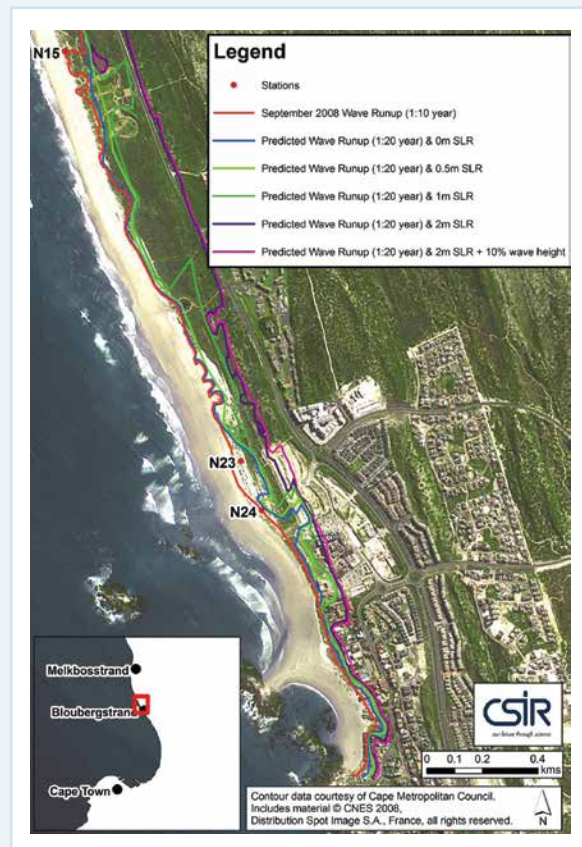 N15
Legend
Stations
September 2008 Wave Runup (1:10 year)
Predicted Wave Runup (1:20 year) & 0m SLR
Predicted Wave Runup (1:20 year) & 0.5m SLR
Predicted Wave Runup (1:20 year) & 1m SLR
Predicted Wave Runup (1:20 year) & 2m SLR
Predicted Wave Runup (1:20 year) & 2m SLR + 10% wave height
N23
N24
Melkbosstrand
Bloubergstrand
Cape Town
CSIR
our future through science
0 0.1 0.2 0.4
kms
Contour data courtesy of Cape Metropolitan Council.
Includes material © CNES 2008,
Distribution Spot Image S.A., France, all rights reserved.
N